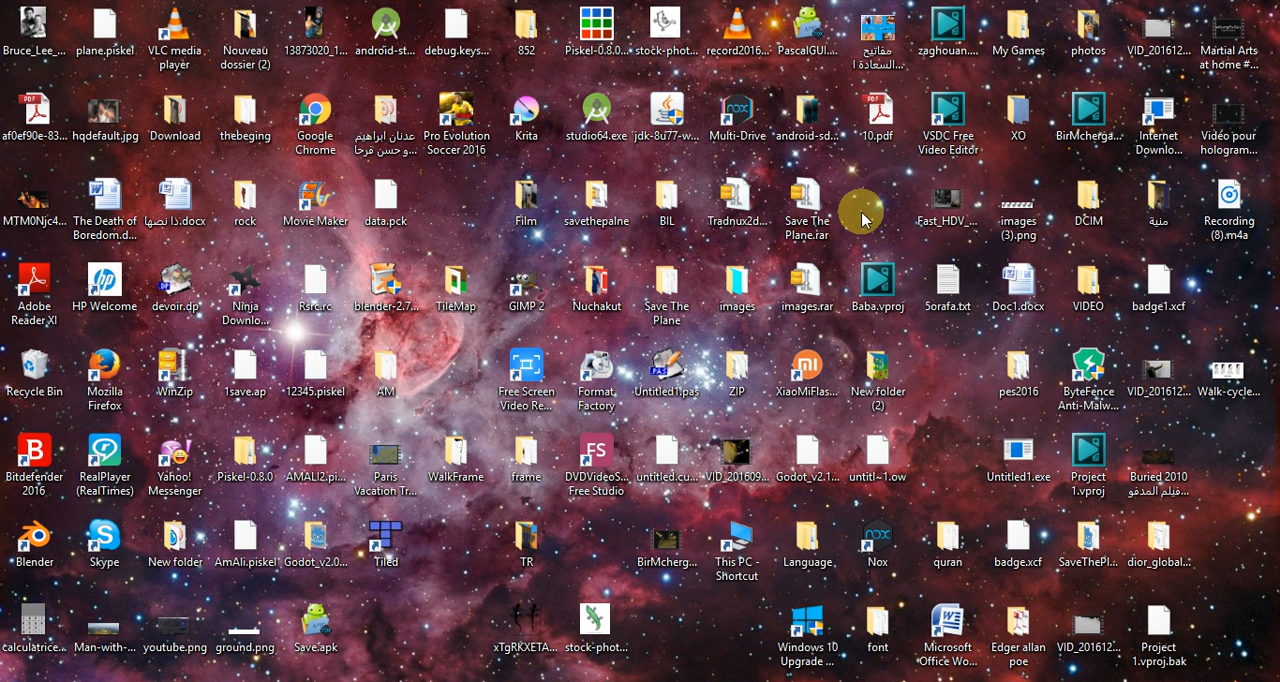 Bruce_Lee_...
plane.piskel
VLC media
player
Nouveau
dossier (2)
13873020_1...
android-st...
debug.keys...
852
Piskel-0.8.0...
stock-phot...
record2016...
PascalGUI....
مفاتيح
السعادة ا...
zaghouan....
My Games
photos
VID_201612...
Martial Arts
at home #...
af0ef90e-83...
hqdefault.jpg
Download
thebeging
Google
Chrome
عدنان ابراهيم
و حسن فرحا...
Pro Evolution
Soccer 2016
Krita
studio64.exe
jdk-8u77-w...
Multi-Drive
android-sd...
10.pdf
VSDC Free
Video Editor
XO
BirMcherga...
Internet
Downlo...
Vidéo pour
hologram...
MTM0Njc4...
The Death of
Boredom.d...
ذا نصها.docx
rock
Movie Maker
data.pck
Film
savethepalne
BIL
Tradnux2d...
Save The
Plane.rar
Fast_HDV_...
images
(3).png
DCIM
منية
Recording
(8).m4a
Adobe
Reader XI
HP Welcome
devoir.dp
Ninja
Downlo...
Rsrc.rc
blender-2.7...
TileMap
GIMP 2
Nuchakut
Save The
Plane
images
images.rar
Baba.vproj
5orafa.txt
Doc1.docx
VIDEO
badge1.xcf
Recycle Bin
Mozilla
Firefox
WinZip
1save.ap
12345.piskel
AM
Free Screen
Video Re...
Format
Factory
Untitled1.pas
ZIP
XiaoMiFlas...
New folder
(2)
pes2016
ByteFence
Anti-Malw...
VID_201612...
Walk-cycle...
Bitdefender
2016
RealPlayer
(RealTimes)
Yahoo!
Messenger
Piskel-0.8.0
AMALI2.pi...
Paris
Vacation Tr...
WalkFrame
frame
DVDVideoS...
Free Studio
untitled.cu...
VID_201609...
Godot_v2.1...
untitl~1.ow
Untitled1.exe
Project
1.vproj
Buried 2010
فيلم المدفو...
Blender
Skype
New folder
AmAli.piskel
Godot_v2.0...
Tiled
TR
BirMcherg...
This PC -
Shortcut
Language
Nox
quran
badge.xcf
SaveThePl...
dior_global...
calculatrice...
Man-with-...
youtube.png
ground.png
Save.apk
xTgRKXETA...
stock-phot...
Windows 10
Upgrade ...
font
Microsoft
Office Wo...
Edger allan
poe
VID_201612...
Project
1.vproj.bak